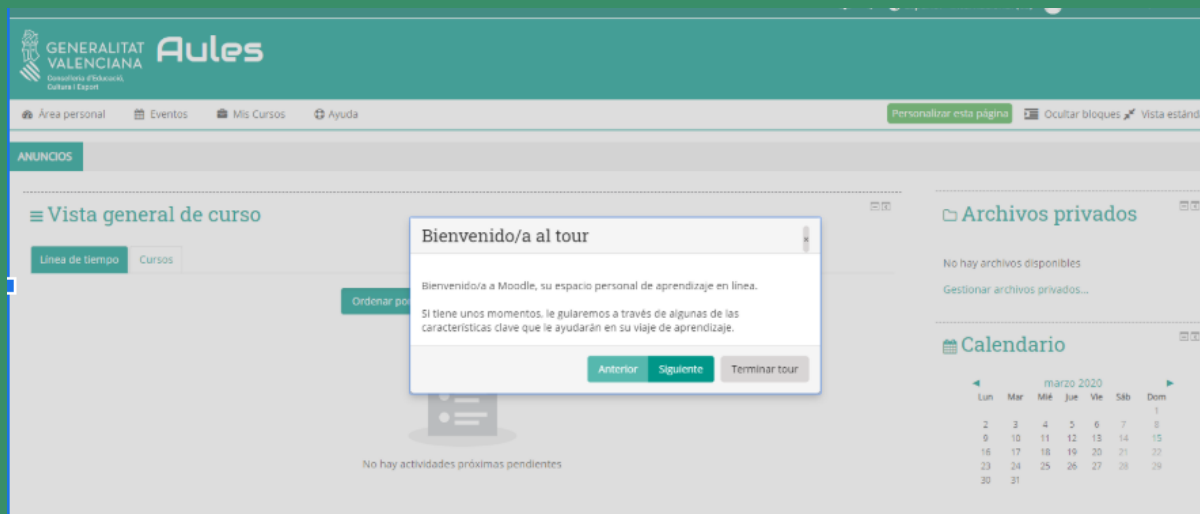 GENERALITAT
VALENCIANA
Conselleria d'Educació,
Cultura i Esport
Aules
Área personal
Eventos
Mis Cursos
Ayuda
Personalizar esta página
Ocultar bloques
Vista estánd
ANUNCIOS
Vista general de curso
Línea de tiempo
Cursos
Ordenar por
Bienvenido/a al tour
x
Bienvenido/a a Moodle, su espacio personal de aprendizaje en línea.
Si tiene unos momentos, le guiaremos a través de algunas de las
características clave que le ayudarán en su viaje de aprendizaje.
Anterior
Siguiente
Terminar tour
No hay actividades próximas pendientes
Archivos privados
No hay archivos disponibles
Gestionar archivos privados...
Calendario
marzo 2020
Lun Mar Mié Jue Vie Sáb Dom
1
2 3 4 5 6 7 8
9 10 11 12 13 14 15
16 17 18 19 20 21 22
23 24 25 26 27 28 29
30 31